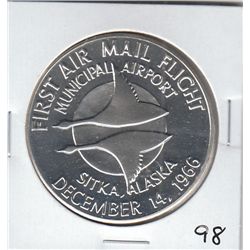 FIRST AIR MAIL FLIGHT
MUNICIPAL AIRPORT
SITKA, ALASKA
DECEMBER 14, 1966
98